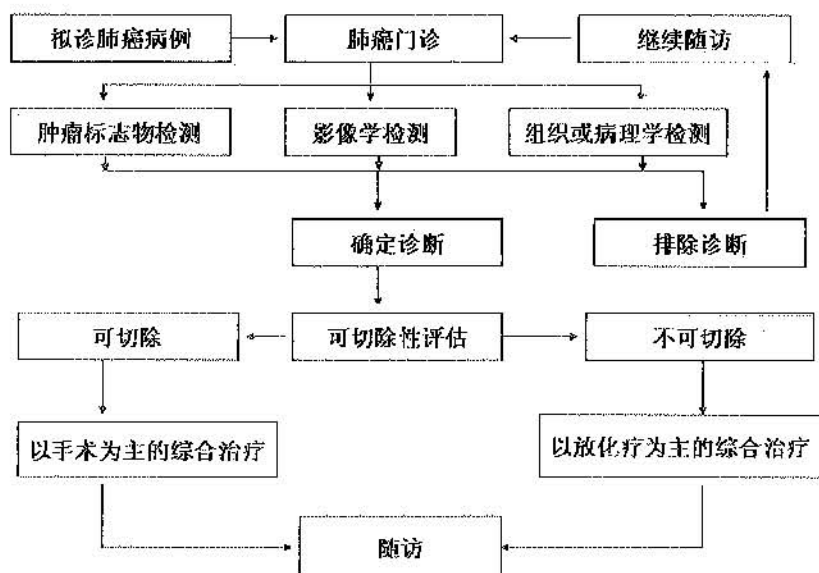 拟诊肺癌病例
肺癌门诊
继续随访
肿瘤标志物检测
影像学检测
组织或病理学检测
确定诊断
排除诊断
可切除
可切除性评估
不可切除
以手术为主的综合治疗
以放化疗为主的综合治疗
随访